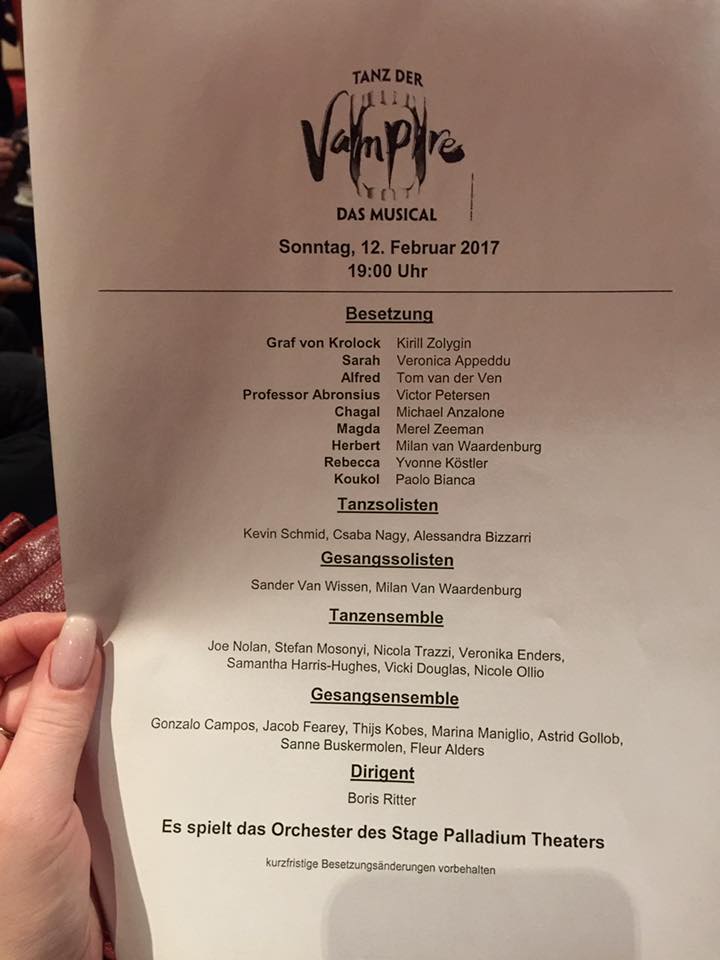 TANZ DER
Vampire
DAS MUSICAL
Sonntag, 12. Februar 2017
19:00 Uhr
Besetzung
Graf von Krolock Kirill Zolygin
Sarah Veronica Appeddu
Alfred Tom van der Ven
Professor Abronsius Victor Petersen
Chagal Michael Anzalone
Magda Merel Zeeman
Herbert Milan van Waardenburg
Rebecca Yvonne Köstler
Koukol Paolo Bianca
Tanzsolisten
Kevin Schmid, Csaba Nagy, Alessandra Bizzarri
Gesangssolisten
Sander Van Wissen, Milan Van Waardenburg
Tanzensemble
Joe Nolan, Stefan Mosonyi, Nicola Trazzi, Veronika Enders,
Samantha Harris-Hughes, Vicki Douglas, Nicole Ollio
Gesangsensemble
Gonzalo Campos, Jacob Fearey, Thijs Kobes, Marina Maniglio, Astrid Gollob,
Sanne Buskermolen, Fleur Alders
Dirigent
Boris Ritter
Es spielt das Orchester des Stage Palladium Theaters
kurzfristige Besetzungsänderungen vorbehalten